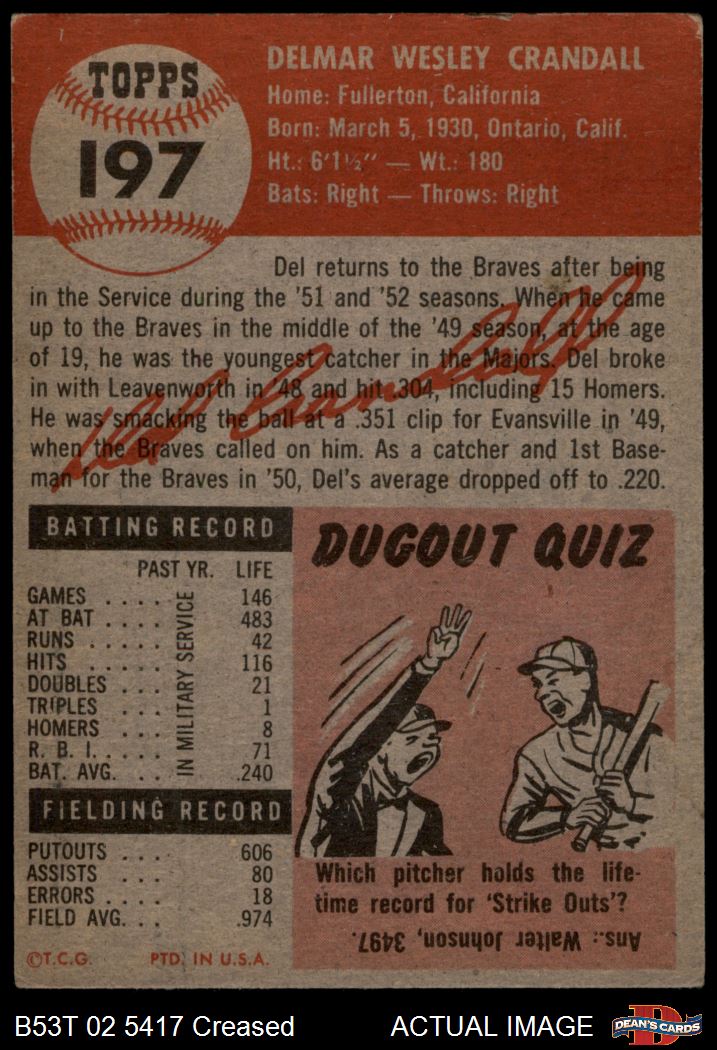 TOPPS
197
DELMAR WESLEY CRANDALL
Home: Fullerton, California
Born: March 5, 1930, Ontario, Calif.
Ht.: 6'1½" — Wt.: 180
Bats: Right — Throws: Right
Del returns to the Braves after being
in the Service during the '51 and '52 seasons. When he came
up to the Braves in the middle of the '49 season, at the age
of 19, he was the youngest catcher in the Majors. Del broke
in with Leavenworth in '48 and hit .304, including 15 Homers.
He was smacking the ball at a .351 clip for Evansville in '49,
when the Braves called on him. As a catcher and 1st Base-
man for the Braves in '50, Del's average dropped off to .220.
Del Crandall
BATTING RECORD
PAST YR. LIFE
GAMES .... 146
AT BAT .... 483
RUNS ..... 42
HITS ..... 116
DOUBLES ... 21
TRIPLES ... 1
HOMERS ... 8
R. B. I. ... 71
BAT. AVG. ... .240
IN MILITARY SERVICE
FIELDING RECORD
PUTOUTS ... 606
ASSISTS ... 80
ERRORS .... 18
FIELD AVG. .. .974
©T.C.G. PTD. IN U.S.A.
DUGOUT QUIZ
Which pitcher holds the life-
time record for 'Strike Outs'?
Ans.: Walter Johnson, 3497.
B53T 02 5417 Creased ACTUAL IMAGE
D
DEAN'S CARDS